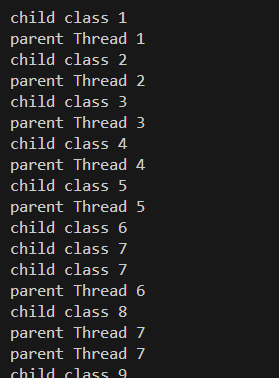 child class 1
parent Thread 1
child class 2
parent Thread 2
child class 3
parent Thread 3
child class 4
parent Thread 4
child class 5
parent Thread 5
child class 6
child class 7
child class 7
parent Thread 6
child class 8
parent Thread 7
parent Thread 7
child class 9